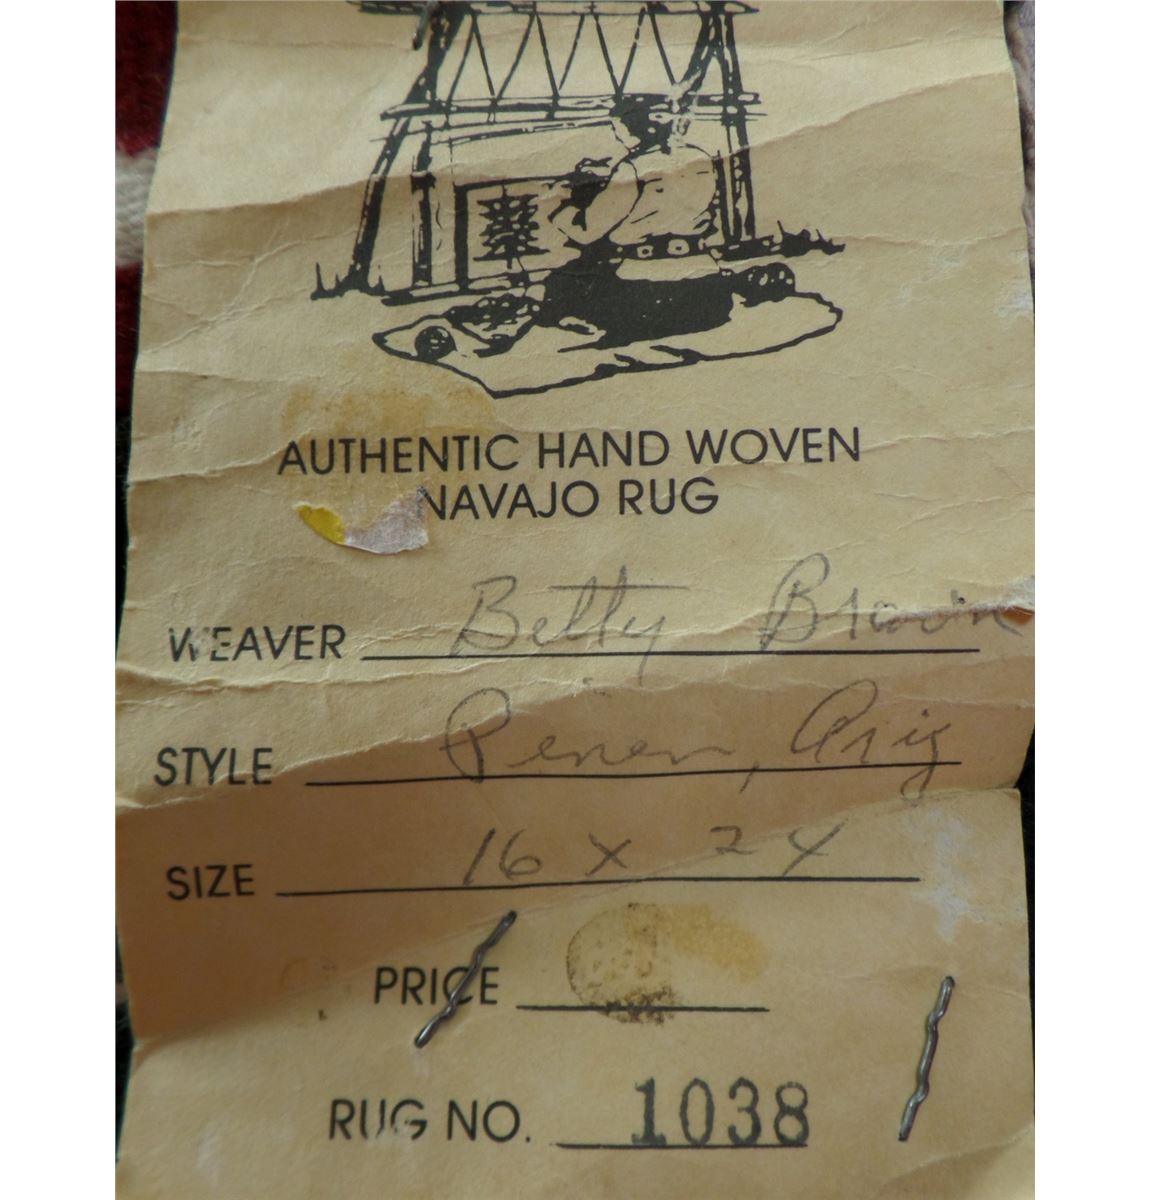 AUTHENTIC HAND WOVEN
NAVAJO RUG
WEAVER Betty Brown
STYLE Pinon, Ariz
SIZE 16 x 24
PRICE
RUG NO. 1038